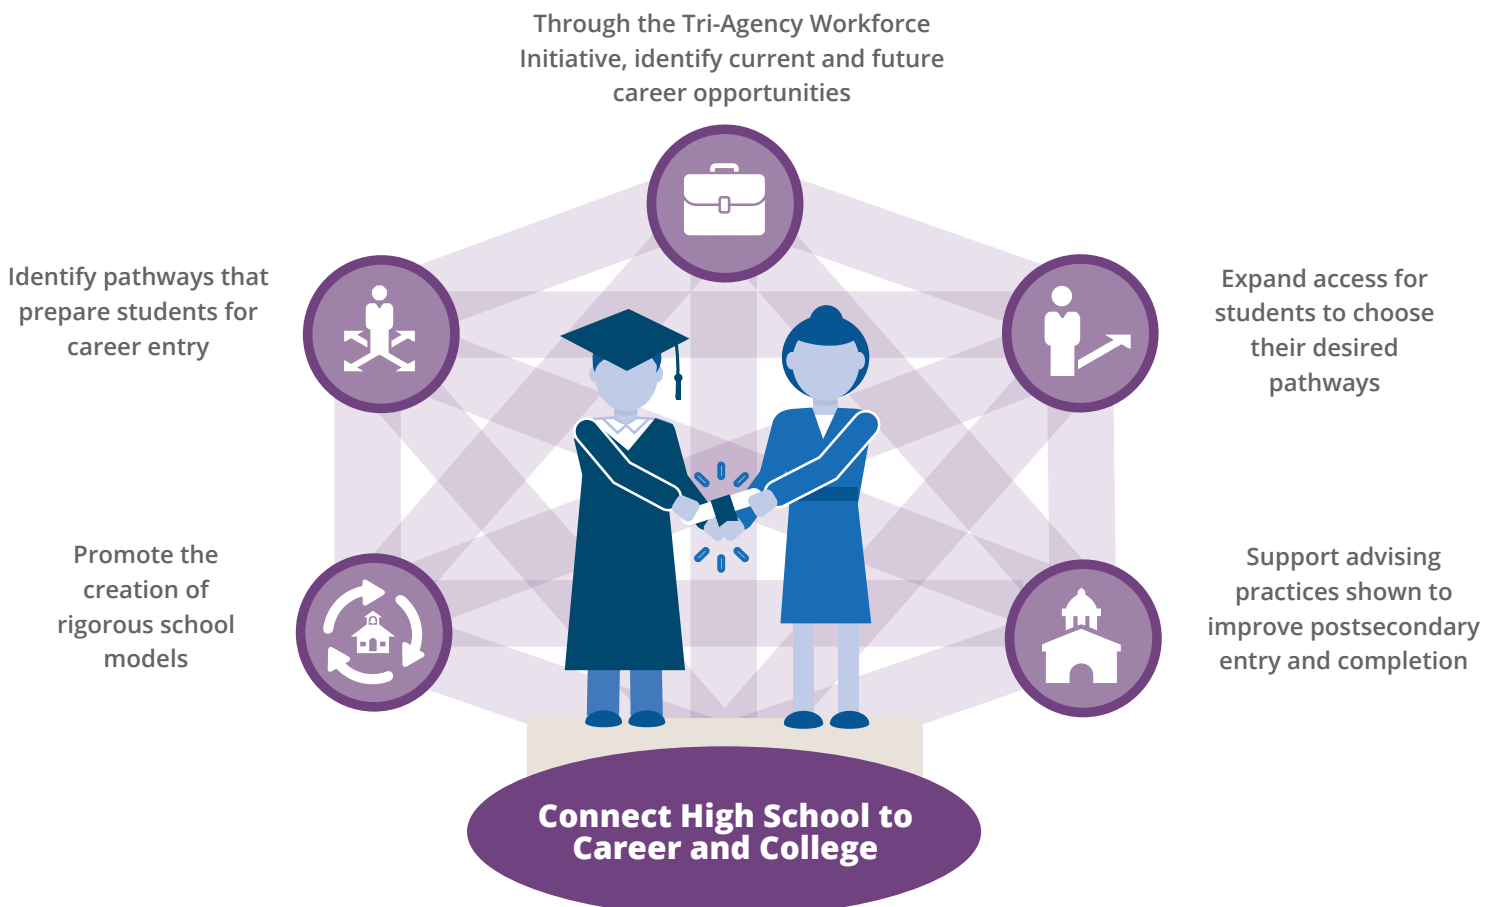 Through the Tri-Agency Workforce
Initiative, identify current and future
career opportunities
Identify pathways that
prepare students for
career entry
Expand access for
students to choose
their desired
pathways
Promote the
creation of
rigorous school
models
Support advising
practices shown to
improve postsecondary
entry and completion
Connect High School to
Career and College